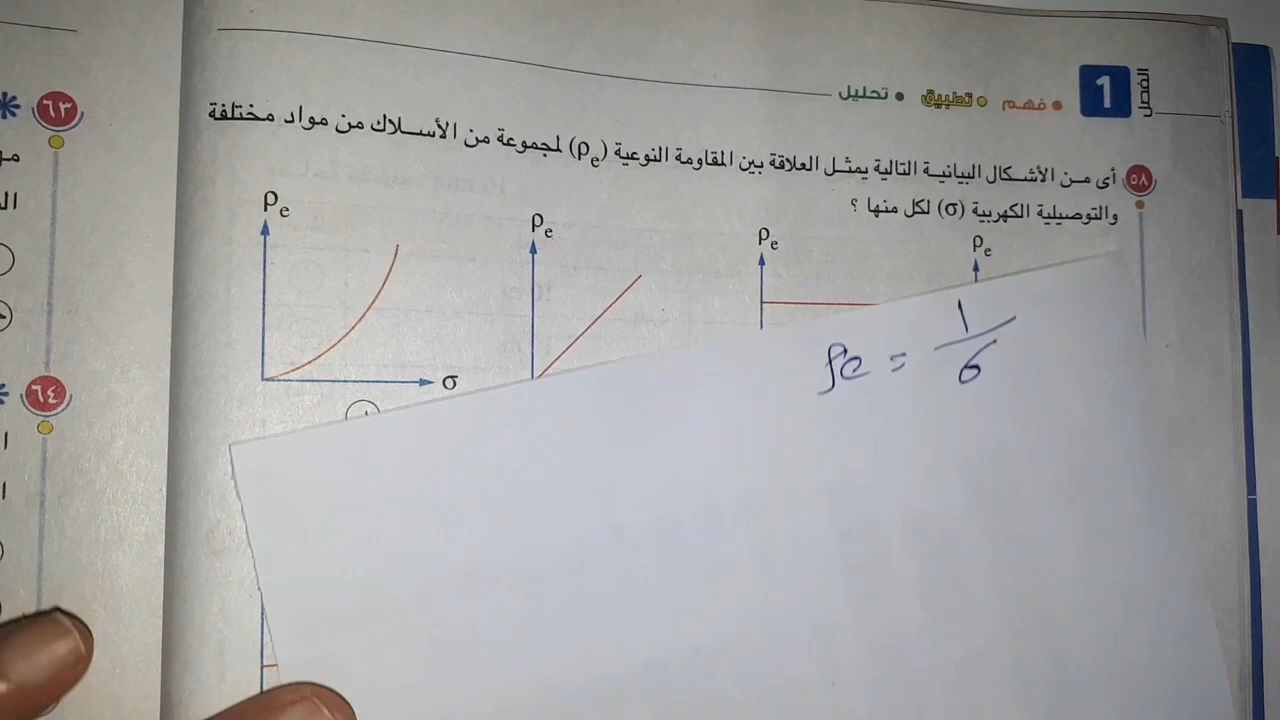 الفصل 1
• فهم • تطبيق • تحليل
٥٨ أى من الأشكال البيانية التالية يمثل العلاقة بين المقاومة النوعية (ρe) لمجموعة من الأسلاك من مواد مختلفة
والتوصيلية الكهربية (σ) لكل منها ؟
ρe
ρe
ρe
ρe
σ
ρe = 1/σ
٦٣
٦٤